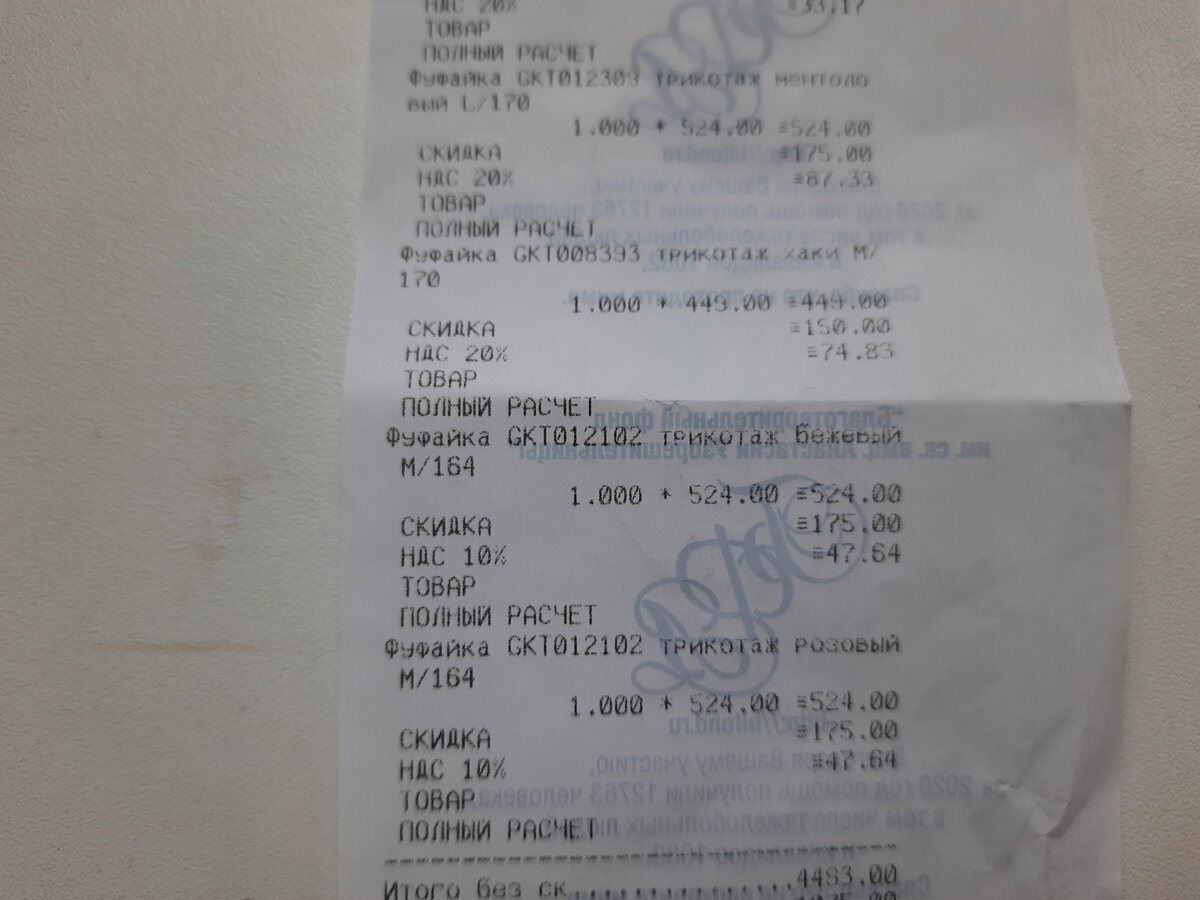 НДС 20% ≡33.17
ТОВАР
ПОЛНЫЙ РАСЧЕТ
Фуфайка GKT012309 трикотаж ментоло
вый L/170
1.000 * 524.00 ≡524.00
СКИДКА ≡175.00
НДС 20% ≡87.33
ТОВАР
ПОЛНЫЙ РАСЧЕТ
Фуфайка GKT008393 трикотаж хаки М/
170
1.000 * 449.00 ≡449.00
СКИДКА ≡150.00
НДС 20% ≡74.83
ТОВАР
ПОЛНЫЙ РАСЧЕТ
Фуфайка GKT012102 трикотаж бежевый
М/164
1.000 * 524.00 ≡524.00
СКИДКА ≡175.00
НДС 10% ≡47.64
ТОВАР
ПОЛНЫЙ РАСЧЕТ
Фуфайка GKT012102 трикотаж розовый
М/164
1.000 * 524.00 ≡524.00
СКИДКА ≡175.00
НДС 10% ≡47.64
ТОВАР
ПОЛНЫЙ РАСЧЕТ
Итого без ск................4493.00